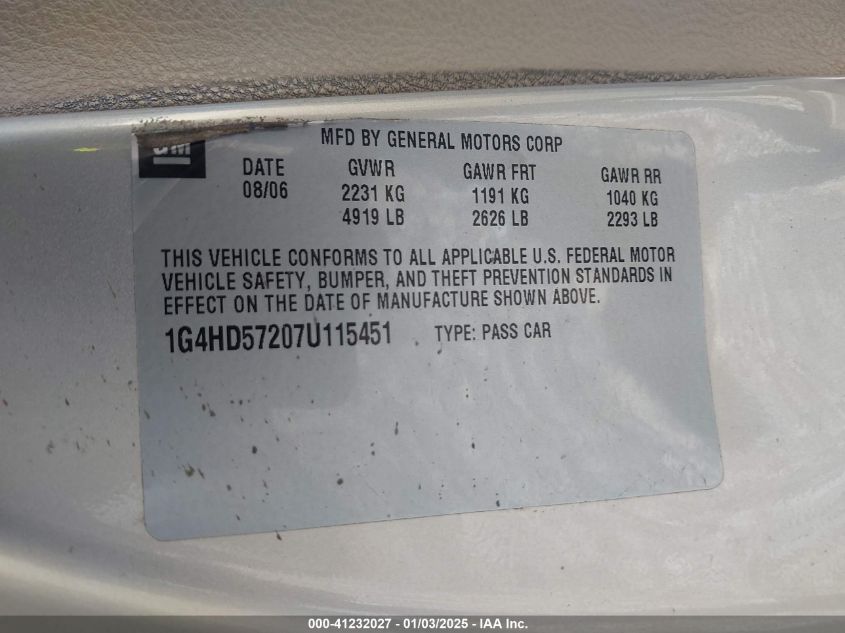 GM
MFD BY GENERAL MOTORS CORP
DATE GVWR GAWR FRT GAWR RR
08/06 2231 KG 1191 KG 1040 KG
4919 LB 2626 LB 2293 LB
THIS VEHICLE CONFORMS TO ALL APPLICABLE U.S. FEDERAL MOTOR
VEHICLE SAFETY, BUMPER, AND THEFT PREVENTION STANDARDS IN
EFFECT ON THE DATE OF MANUFACTURE SHOWN ABOVE.
1G4HD57207U115451 TYPE: PASS CAR
000-41232027 - 01/03/2025 - IAA Inc.